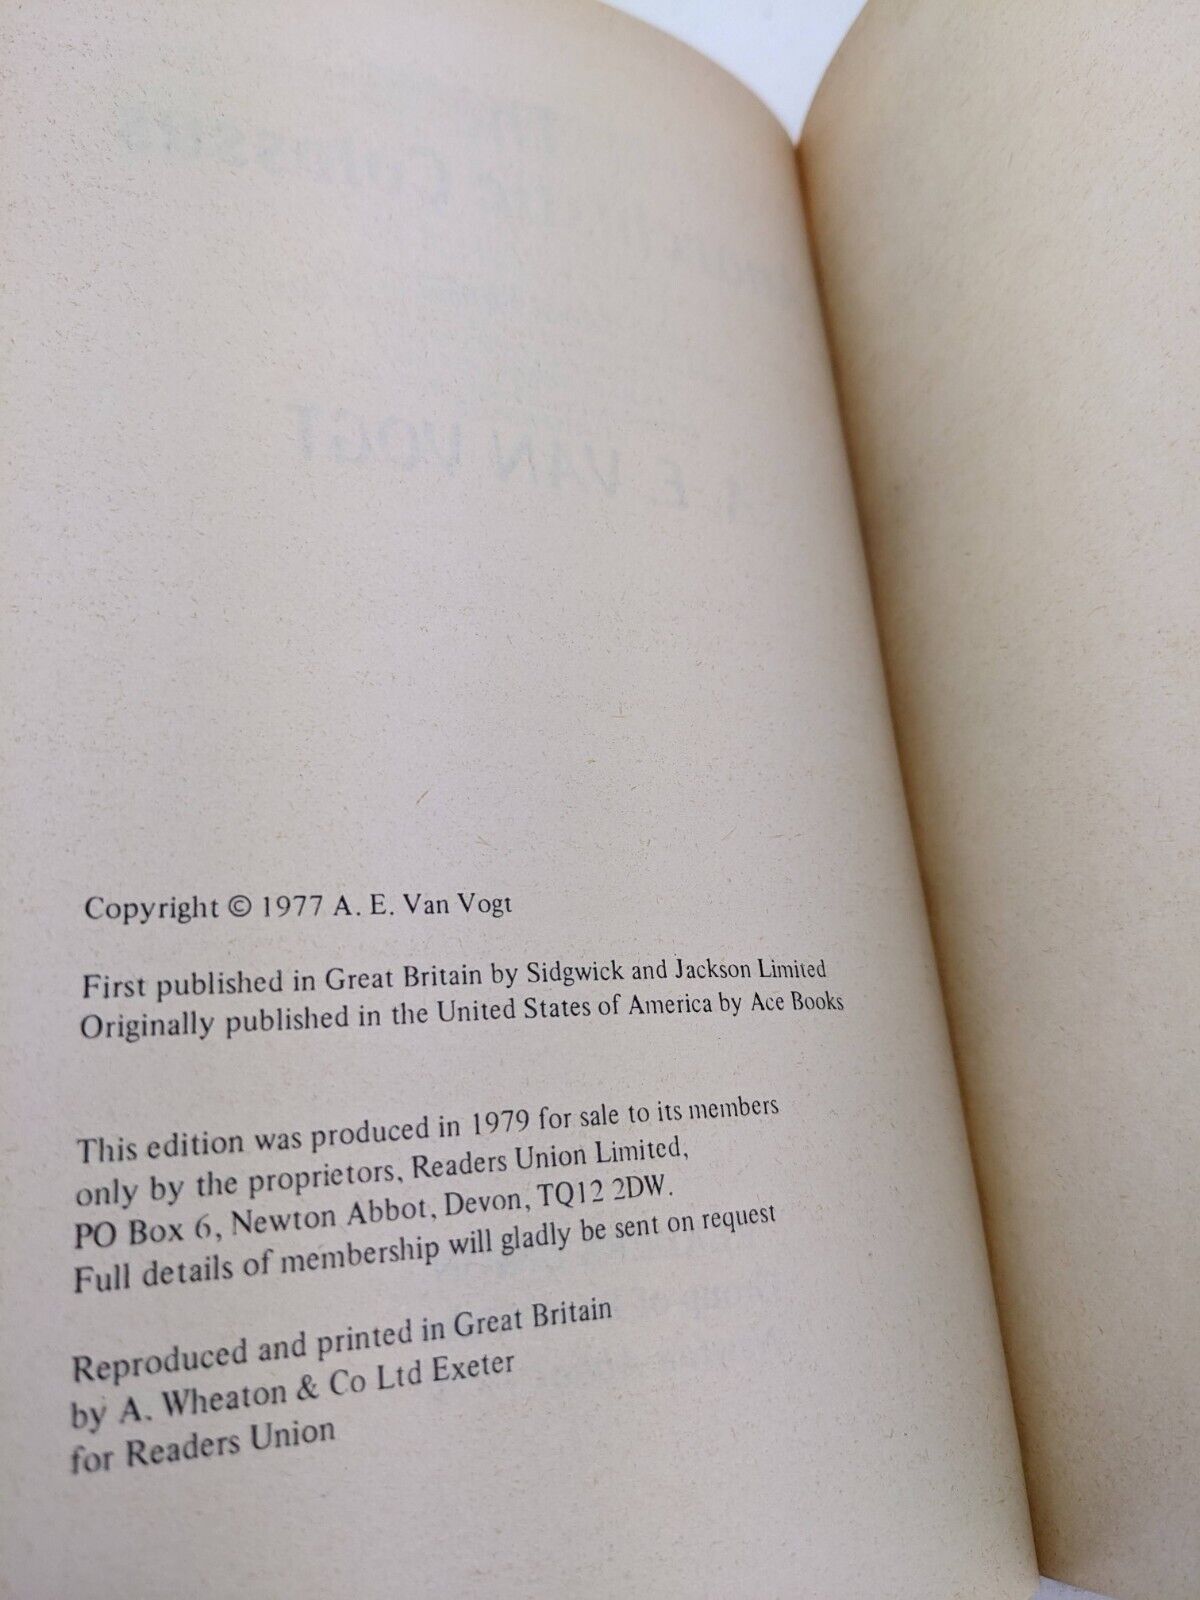 Copyright © 1977 A. E. Van Vogt
First published in Great Britain by Sidgwick and Jackson Limited
Originally published in the United States of America by Ace Books
This edition was produced in 1979 for sale to its members
only by the proprietors, Readers Union Limited,
PO Box 6, Newton Abbot, Devon, TQ12 2DW.
Full details of membership will gladly be sent on request
Reproduced and printed in Great Britain
by A. Wheaton & Co Ltd Exeter
for Readers Union